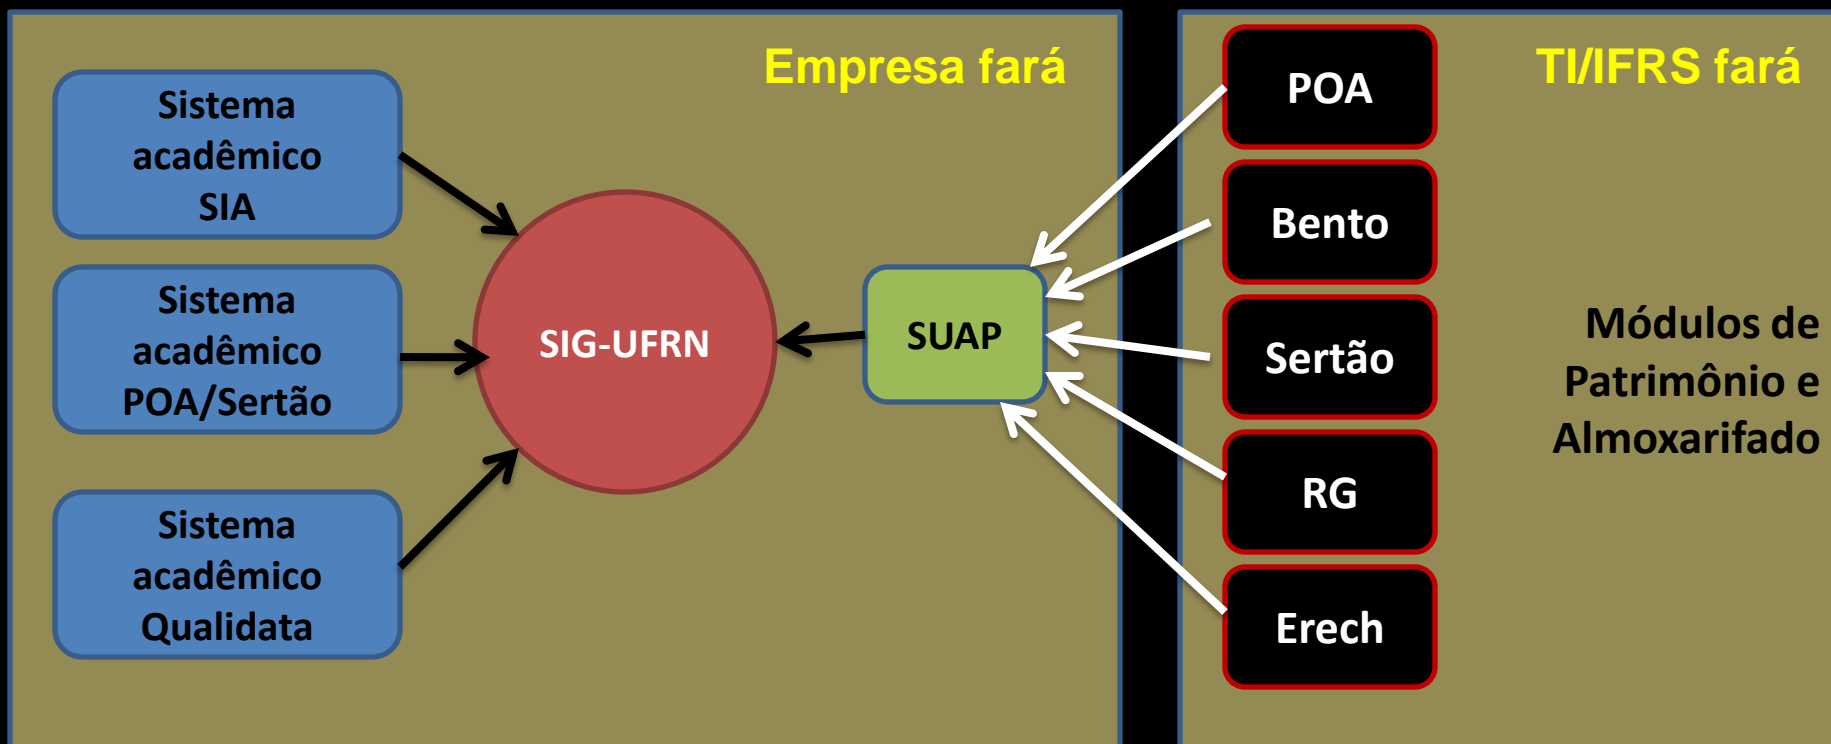 Empresa fará
Sistema
acadêmico
SIA
Sistema
acadêmico
POA/Sertão
Sistema
acadêmico
Qualidata
SIG-UFRN
SUAP
TI/IFRS fará
POA
Bento
Sertão
RG
Erech
Módulos de
Patrimônio e
Almoxarifado